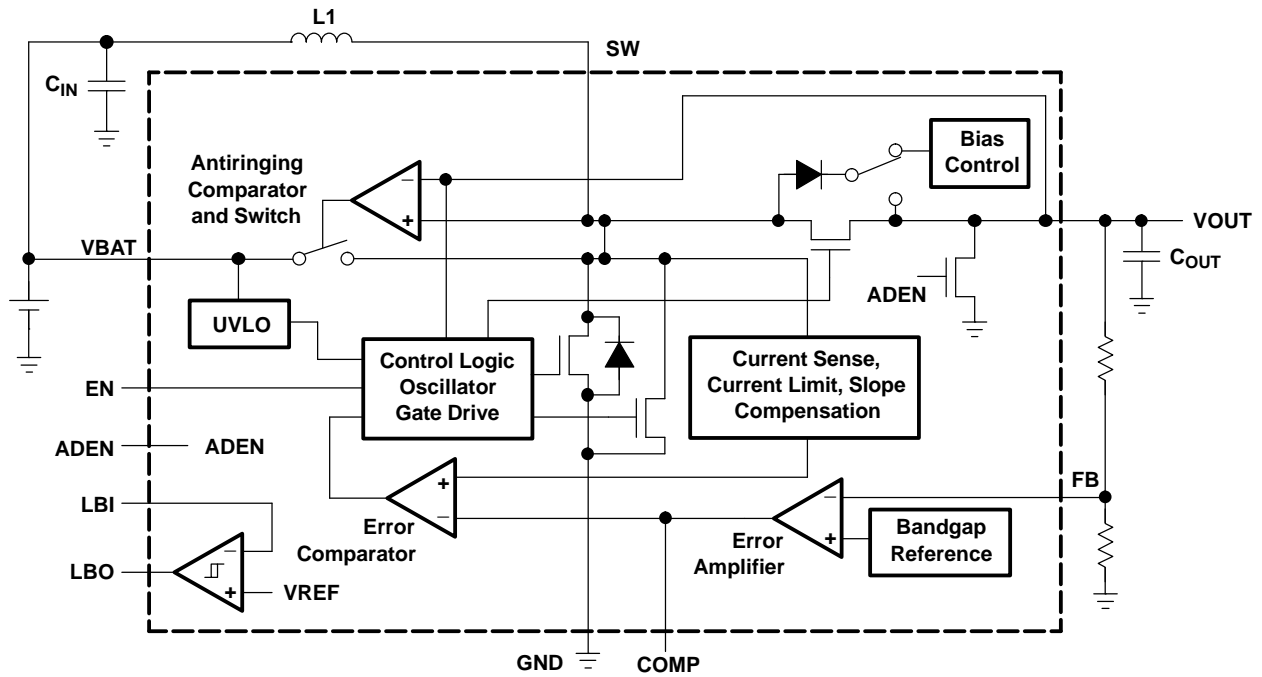 L1
SW
CIN
Bias
Control
Antiringing
Comparator
and Switch
−
+
VOUT
VBAT
COUT
ADEN
UVLO
Control Logic
Oscillator
Gate Drive
Current Sense,
Current Limit, Slope
Compensation
EN
ADEN
ADEN
LBI
FB
+
−
−
+
Error
Comparator
Error
Amplifier
Bandgap
Reference
−
+
LBO
VREF
GND
COMP